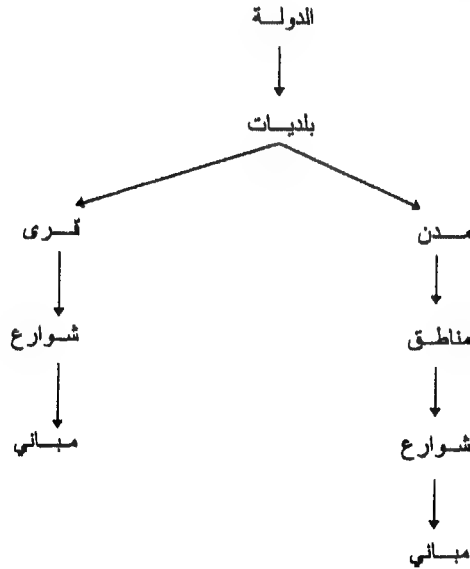 الدولة
بلديات
مدن
قرى
مناطق
شوارع
شوارع
مباني
مباني